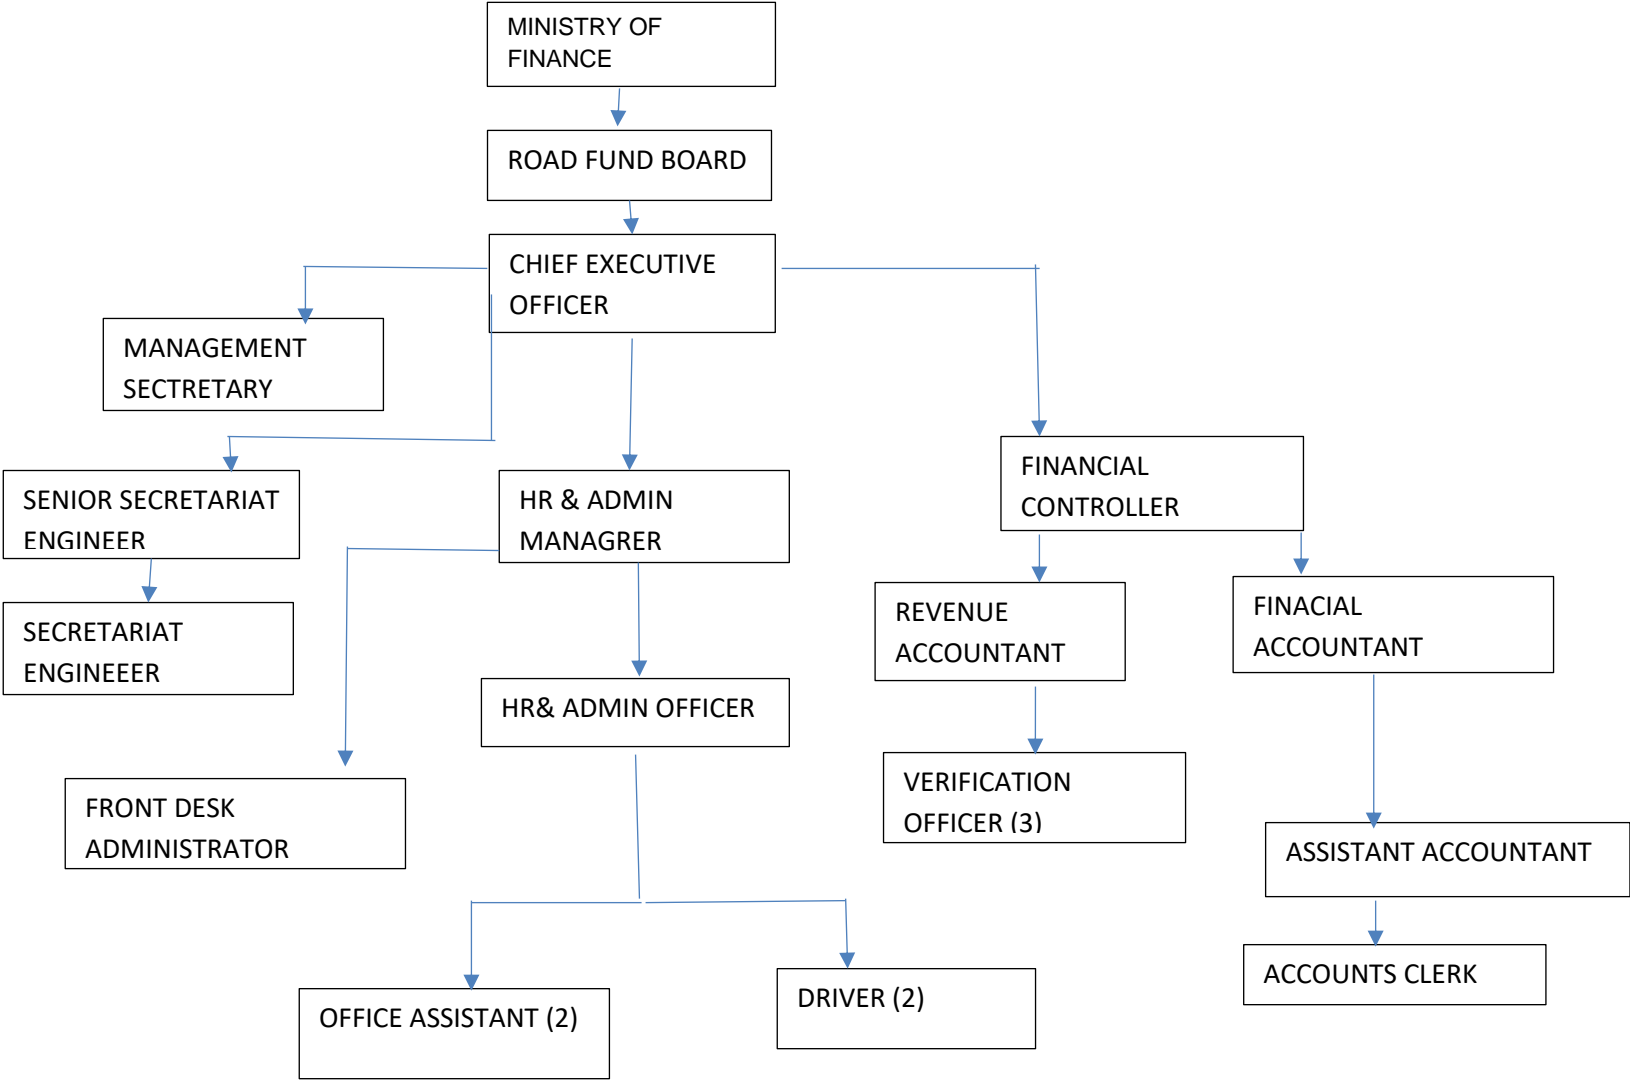 MINISTRY OF
FINANCE
ROAD FUND BOARD
CHIEF EXECUTIVE
OFFICER
MANAGEMENT
SECTRETARY
SENIOR SECRETARIAT
ENGINEER
HR & ADMIN
MANAGRER
FINANCIAL
CONTROLLER
SECRETARIAT
ENGINEEER
REVENUE
ACCOUNTANT
FINACIAL
ACCOUNTANT
HR& ADMIN OFFICER
FRONT DESK
ADMINISTRATOR
VERIFICATION
OFFICER (3)
ASSISTANT ACCOUNTANT
ACCOUNTS CLERK
OFFICE ASSISTANT (2)
DRIVER (2)